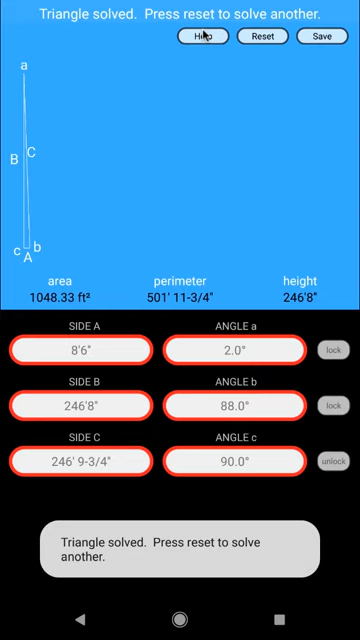 Triangle solved.  Press reset to solve another.
Help Reset Save
a
B C
c b
A
area perimeter height
1048.33 ft² 501' 11-3/4" 246'8"
SIDE A ANGLE a
8'6" 2.0° lock
SIDE B ANGLE b
246'8" 88.0° lock
SIDE C ANGLE c
246' 9-3/4" 90.0° unlock
Triangle solved.  Press reset to solve
another.